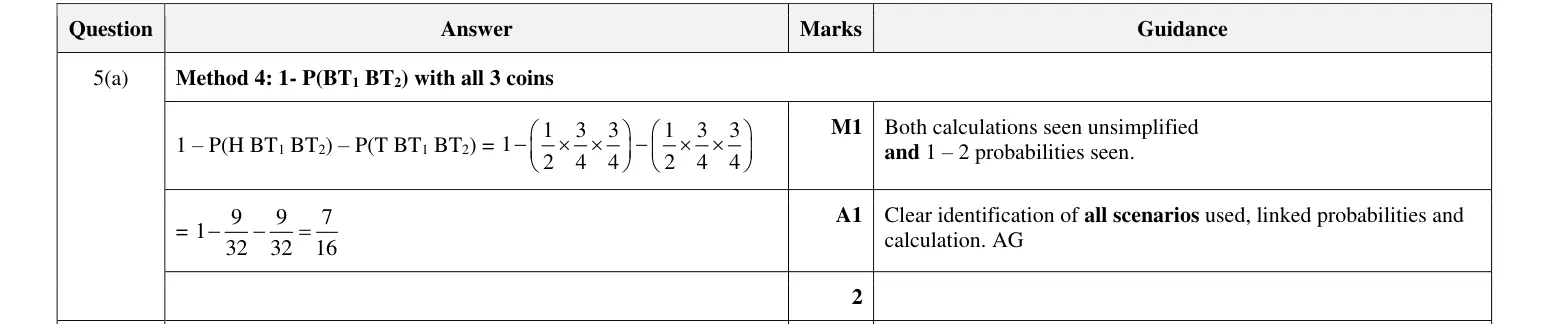 Question Answer Marks Guidance
5(a) Method 4: 1- P(BT₁ BT₂) with all 3 coins
1 – P(H BT₁ BT₂) – P(T BT₁ BT₂) = 1−(1/2×3/4×3/4)−(1/2×3/4×3/4) M1 Both calculations seen unsimplified
and 1 – 2 probabilities seen.
= 1−9/32−9/32=7/16 A1 Clear identification of all scenarios used, linked probabilities and
calculation. AG
2